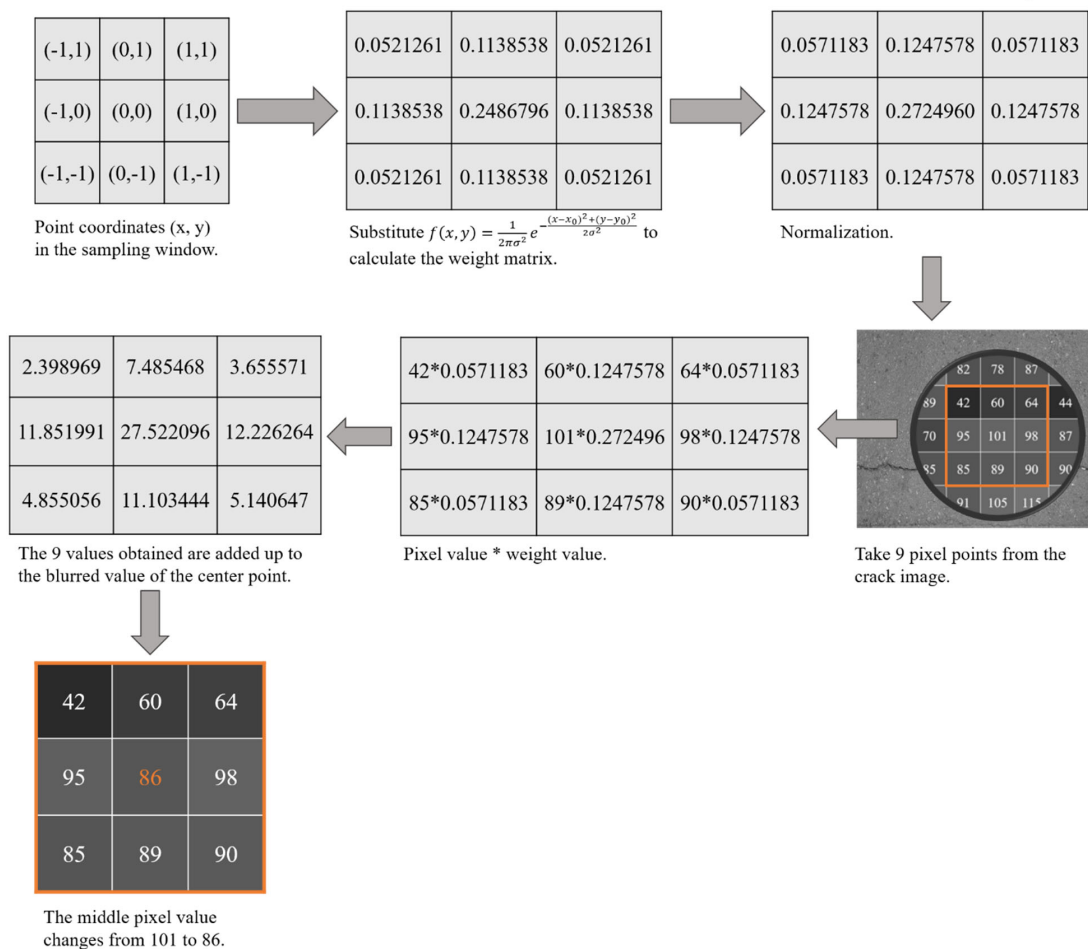 (-1,1) (0,1) (1,1)
(-1,0) (0,0) (1,0)
(-1,-1) (0,-1) (1,-1)
Point coordinates (x, y)
in the sampling window.
0.0521261 0.1138538 0.0521261
0.1138538 0.2486796 0.1138538
0.0521261 0.1138538 0.0521261
Substitute f(x, y) = \frac{1}{2πσ^2} e^{-\frac{(x-x_0)^2+(y-y_0)^2}{2σ^2}} to
calculate the weight matrix.
0.0571183 0.1247578 0.0571183
0.1247578 0.2724960 0.1247578
0.0571183 0.1247578 0.0571183
Normalization.
82 78 87
89 42 60 64 44
70 95 101 98 87
85 85 89 90 90
91 105 115
Take 9 pixel points from the
crack image.
42*0.0571183 60*0.1247578 64*0.0571183
95*0.1247578 101*0.272496 98*0.1247578
85*0.0571183 89*0.1247578 90*0.0571183
Pixel value * weight value.
2.398969 7.485468 3.655571
11.851991 27.522096 12.226264
4.855056 11.103444 5.140647
The 9 values obtained are added up to
the blurred value of the center point.
42 60 64
95 86 98
85 89 90
The middle pixel value
changes from 101 to 86.